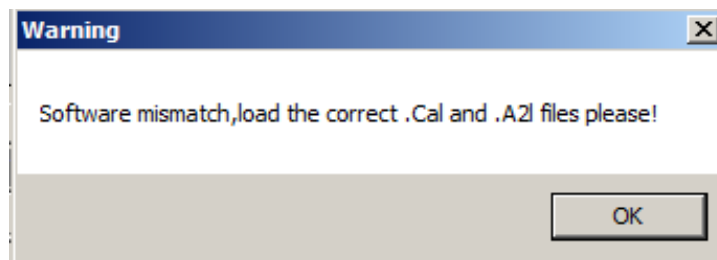 Warning
Software mismatch,load the correct .Cal and .A2l files please!
OK